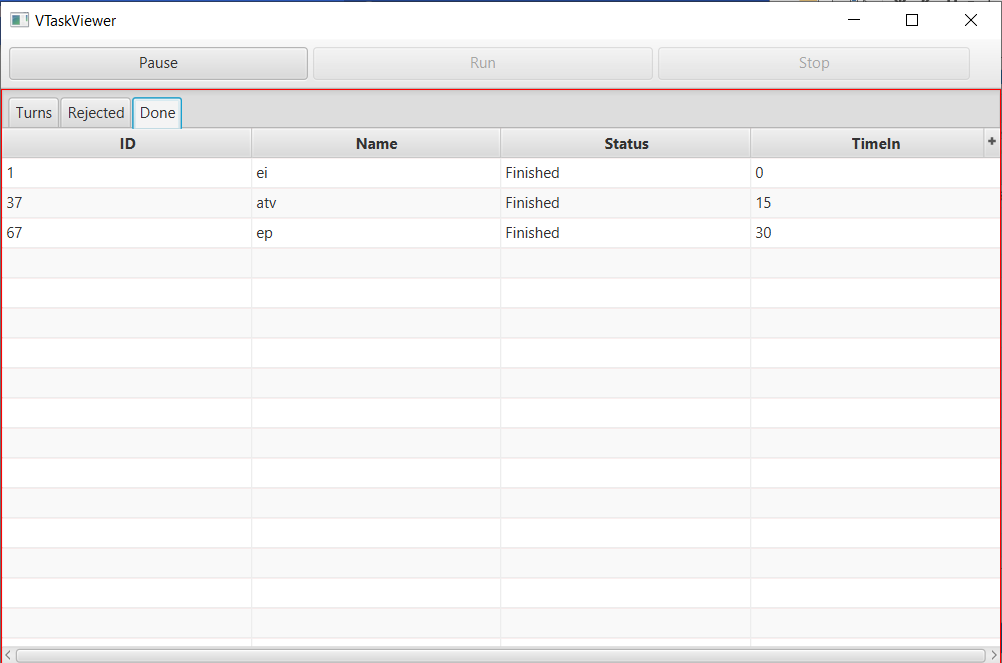 VTaskViewer
Pause Run Stop
Turns Rejected Done
ID Name Status TimeIn +
1 ei Finished 0
37 atv Finished 15
67 ep Finished 30